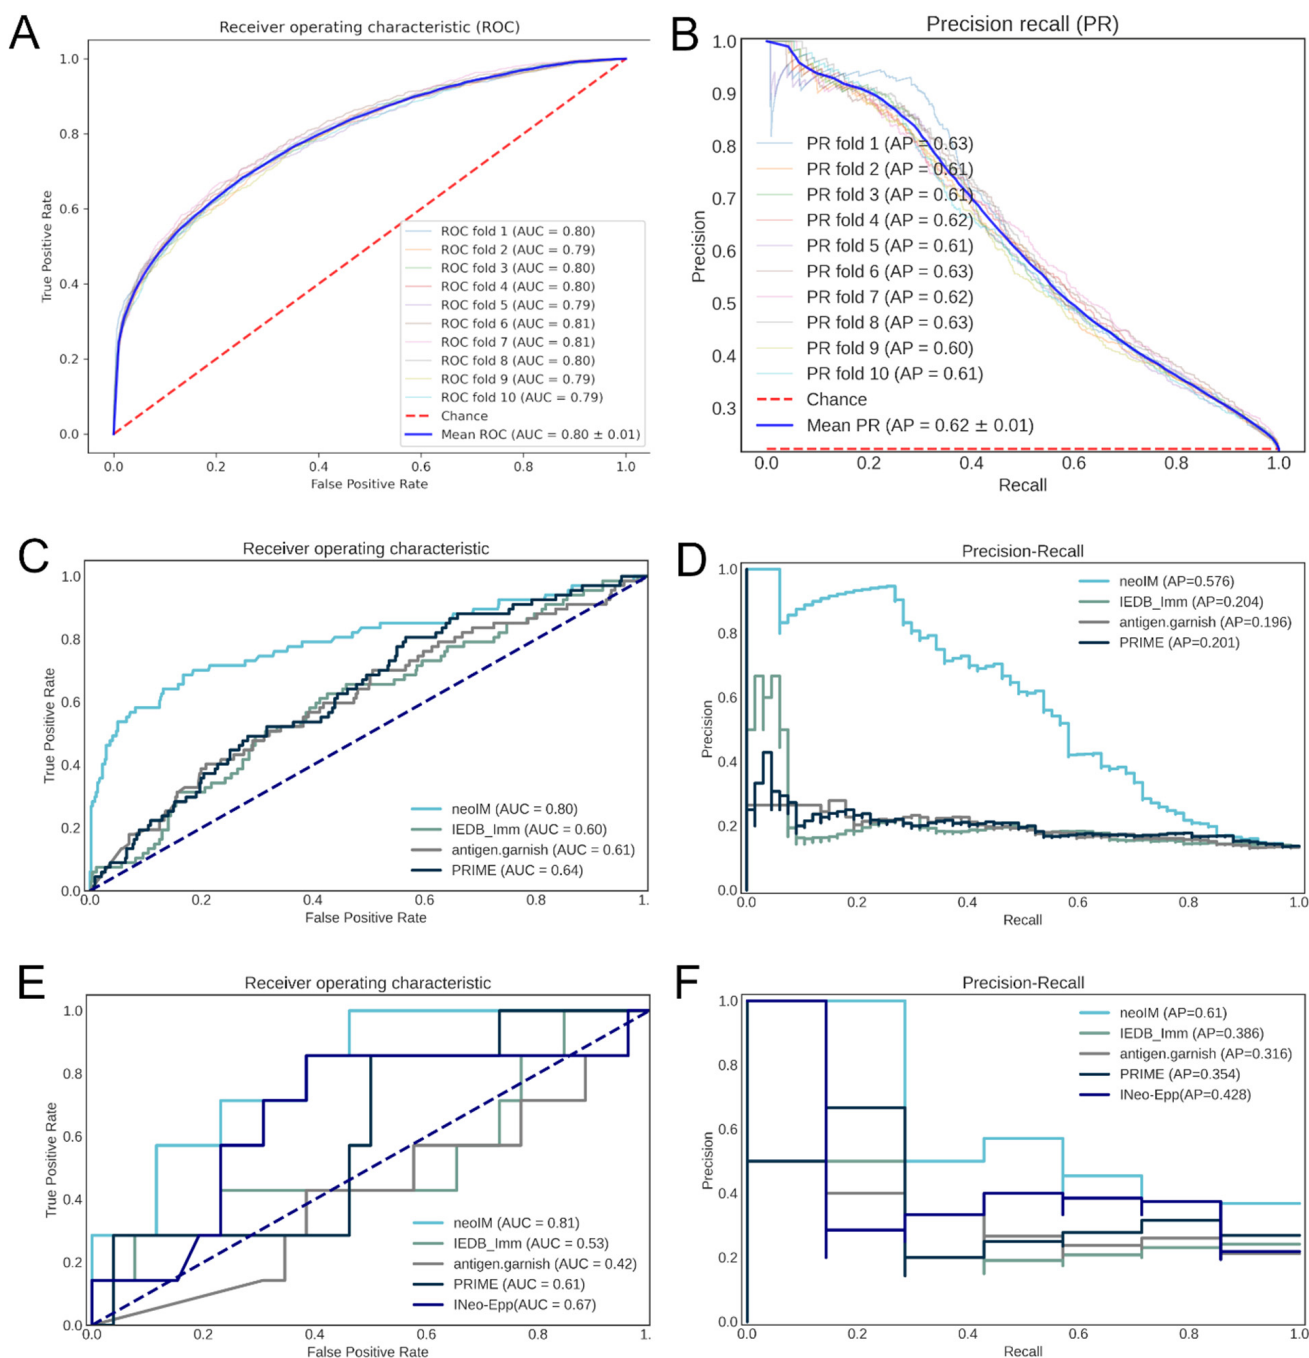 A
Receiver operating characteristic (ROC)
True Positive Rate
1.0
0.8
0.6
0.4
0.2
0.0
ROC fold 1 (AUC = 0.80)
ROC fold 2 (AUC = 0.79)
ROC fold 3 (AUC = 0.80)
ROC fold 4 (AUC = 0.80)
ROC fold 5 (AUC = 0.79)
ROC fold 6 (AUC = 0.81)
ROC fold 7 (AUC = 0.81)
ROC fold 8 (AUC = 0.80)
ROC fold 9 (AUC = 0.79)
ROC fold 10 (AUC = 0.79)
Chance
Mean ROC (AUC = 0.80 ± 0.01)
0.0 0.2 0.4 0.6 0.8 1.0
False Positive Rate
B
Precision recall (PR)
Precision
1.0
0.9
0.8
0.7
0.6
0.5
0.4
0.3
PR fold 1 (AP = 0.63)
PR fold 2 (AP = 0.61)
PR fold 3 (AP = 0.61)
PR fold 4 (AP = 0.62)
PR fold 5 (AP = 0.61)
PR fold 6 (AP = 0.63)
PR fold 7 (AP = 0.62)
PR fold 8 (AP = 0.63)
PR fold 9 (AP = 0.60)
PR fold 10 (AP = 0.61)
Chance
Mean PR (AP = 0.62 ± 0.01)
0.0 0.2 0.4 0.6 0.8 1.0
Recall
C
Receiver operating characteristic
True Positive Rate
1.0
0.8
0.6
0.4
0.2
0.0
neoIM (AUC = 0.80)
IEDB_Imm (AUC = 0.60)
antigen.garnish (AUC = 0.61)
PRIME (AUC = 0.64)
0.0 0.2 0.4 0.6 0.8 1.
False Positive Rate
D
Precision-Recall
Precision
1.0
0.8
0.6
0.4
0.2
0.0
neoIM (AP=0.576)
IEDB_Imm (AP=0.204)
antigen.garnish (AP=0.196)
PRIME (AP=0.201)
0.0 0.2 0.4 0.6 0.8 1.0
Recall
E
Receiver operating characteristic
True Positive Rate
1.0
0.8
0.6
0.4
0.2
0.0
neoIM (AUC = 0.81)
IEDB_Imm (AUC = 0.53)
antigen.garnish (AUC = 0.42)
PRIME (AUC = 0.61)
INeo-Epp(AUC = 0.67)
0.0 0.2 0.4 0.6 0.8 1.
False Positive Rate
F
Precision-Recall
Precision
1.0
0.8
0.6
0.4
0.2
0.0
neoIM (AP=0.61)
IEDB_Imm (AP=0.386)
antigen.garnish (AP=0.316)
PRIME (AP=0.354)
INeo-Epp(AP=0.428)
0.0 0.2 0.4 0.6 0.8 1.0
Recall